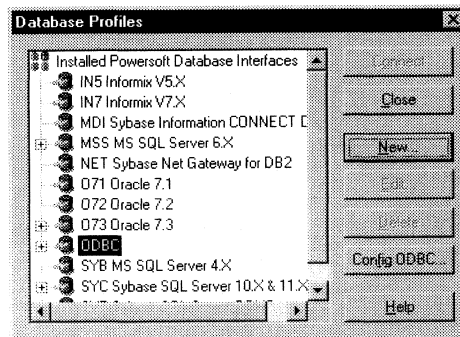 Database Profiles
Installed Powersoft Database Interfaces
IN5 Informix V5.X
IN7 Informix V7.X
MDI Sybase Information CONNECT D
MSS MS SQL Server 6.X
NET Sybase Net Gateway for DB2
O71 Oracle 7.1
O72 Oracle 7.2
O73 Oracle 7.3
ODBC
SYB MS SQL Server 4.X
SYC Sybase SQL Server 10.X & 11.X
Connect
Close
New...
Edit...
Delete
Config ODBC...
Help